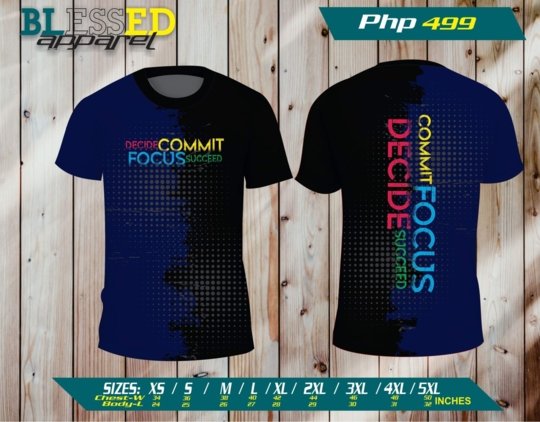 BLESSED
apparel
Php 499
DECIDE COMMIT
FOCUS SUCCEED
COMMIT
DECIDE FOCUS
SUCCEED
SIZES: XS / S / M / L / XL/ 2XL / 3XL / 4XL / 5XL
Chest-W 34 36 38 40 42 44 46 48 50 INCHES
Body-L 24 25 26 27 28 29 30 31 32